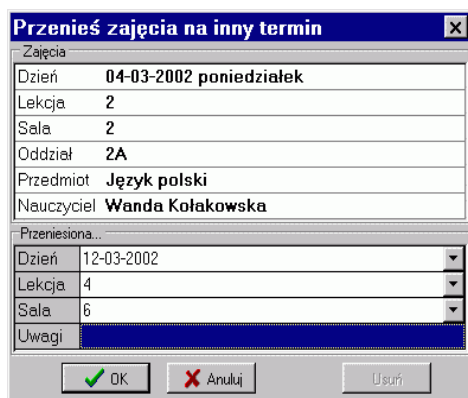 Przenieś zajęcia na inny termin
Zajęcia
Dzień 04-03-2002 poniedziałek
Lekcja 2
Sala 2
Oddział 2A
Przedmiot Język polski
Nauczyciel Wanda Kołakowska
Przeniesiona...
Dzień 12-03-2002
Lekcja 4
Sala 6
Uwagi
OK Anuluj Usuń